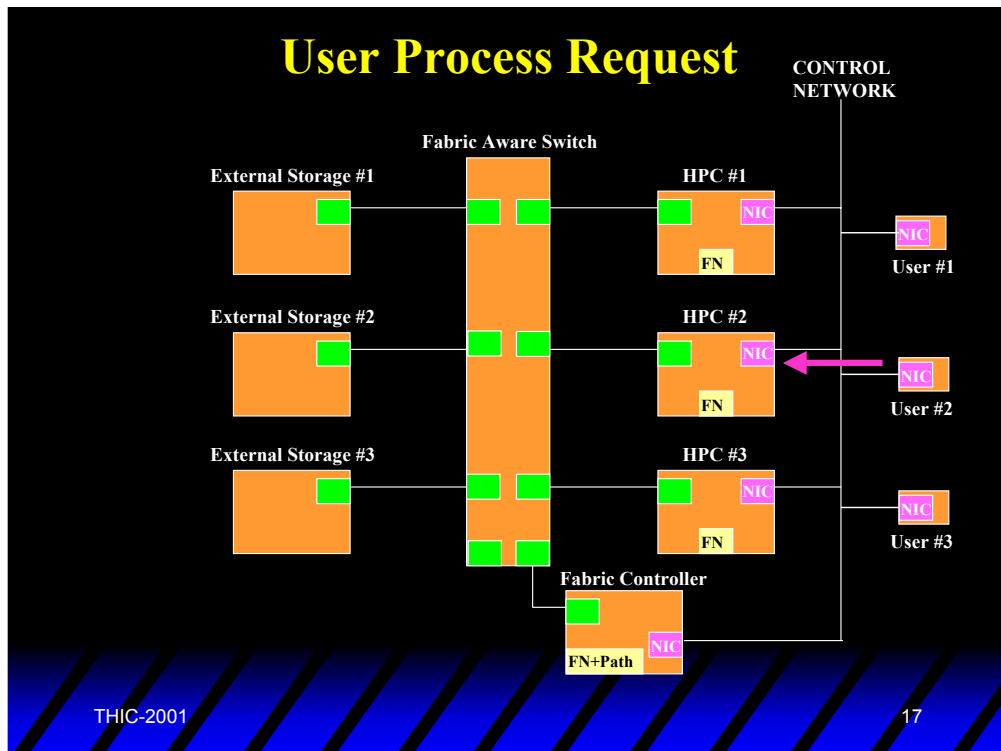 User Process Request
CONTROL
NETWORK
Fabric Aware Switch
External Storage #1
HPC #1
NIC
NIC
FN
User #1
External Storage #2
HPC #2
NIC
NIC
FN
User #2
External Storage #3
HPC #3
NIC
NIC
FN
User #3
Fabric Controller
NIC
FN+Path
THIC-2001
17